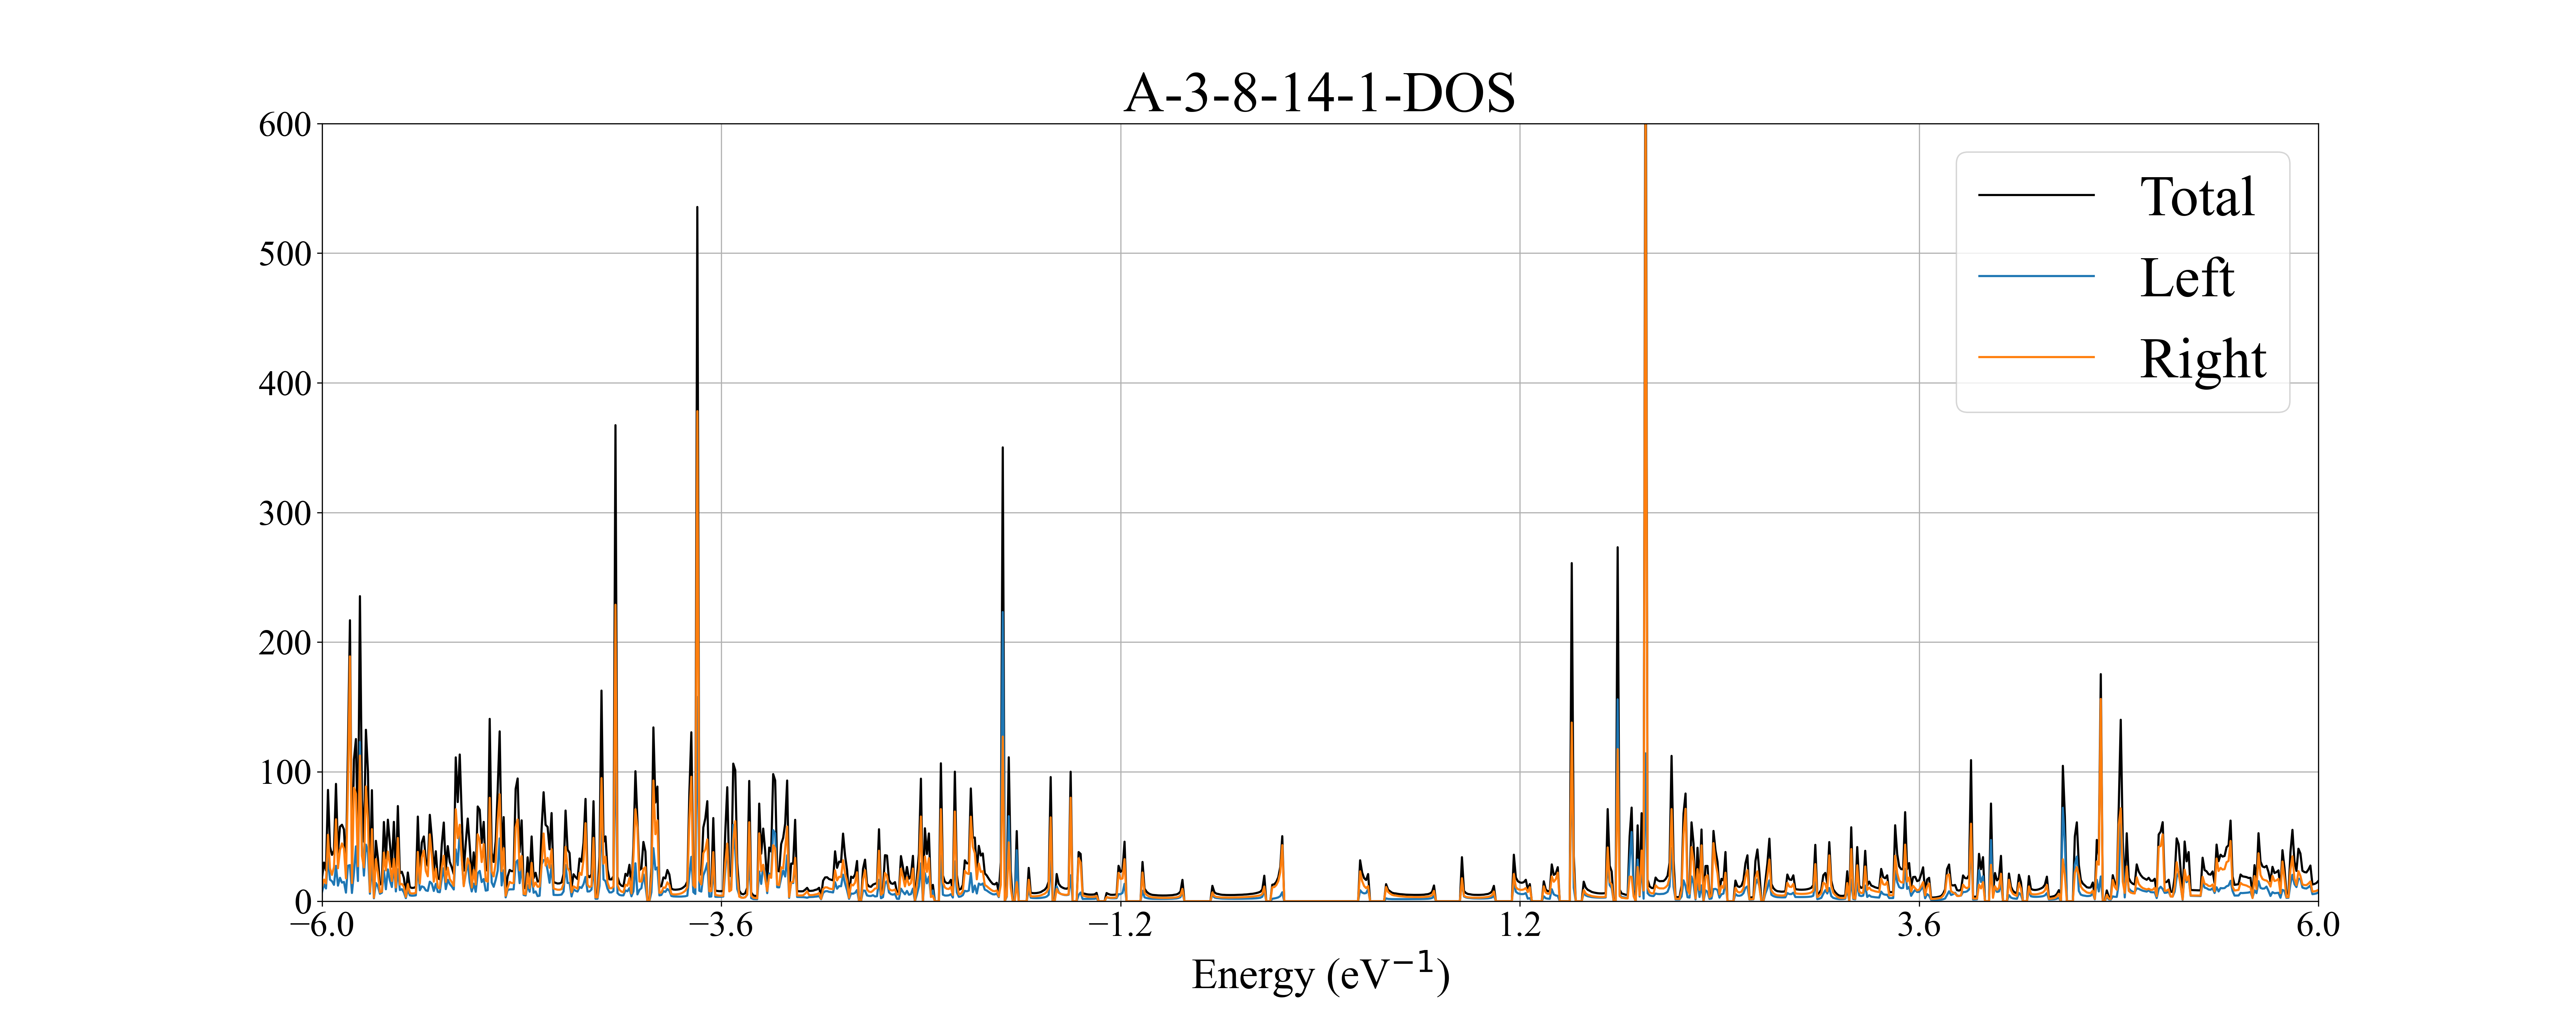 A-3-8-14-1-DOS
600
500
400
300
200
100
0
Total
Left
Right
−6.0 −3.6 −1.2 1.2 3.6 6.0
Energy (eV⁻¹)